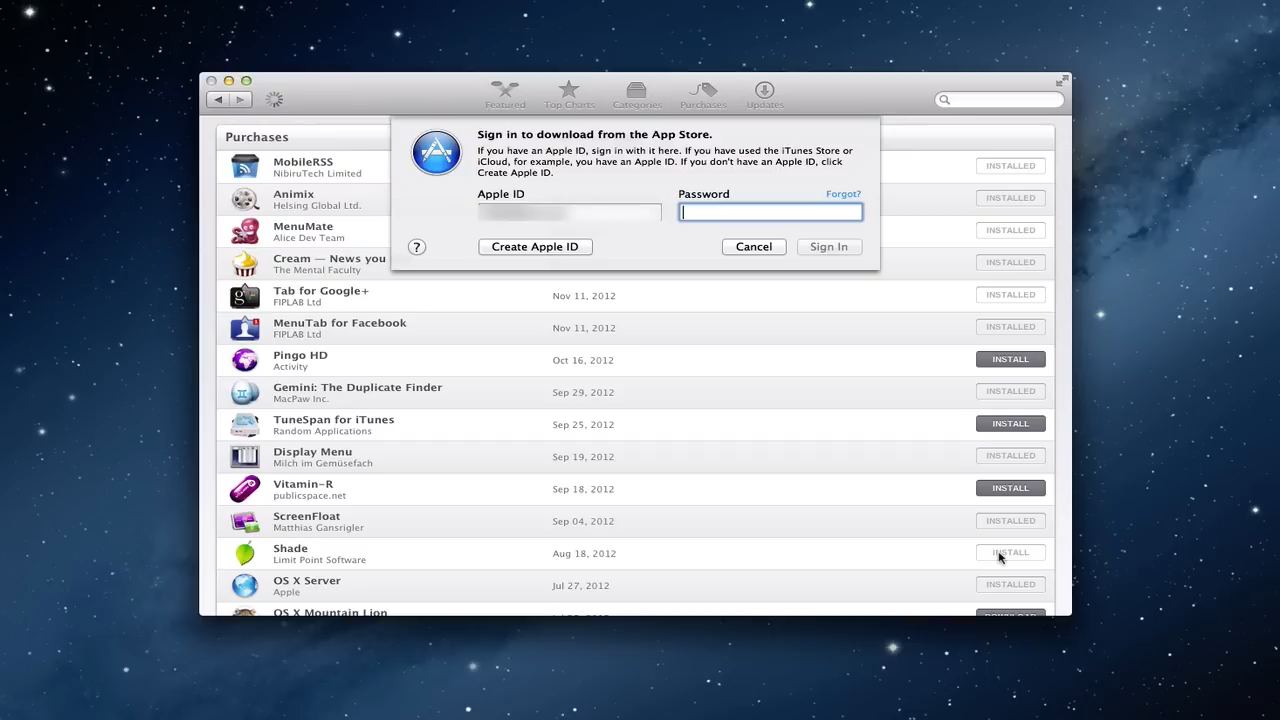 Featured
Top Charts
Categories
Purchases
Updates
Purchases
Sign in to download from the App Store.
If you have an Apple ID, sign in with it here. If you have used the iTunes Store or
iCloud, for example, you have an Apple ID. If you don't have an Apple ID, click
Create Apple ID.
Apple ID
Password
Forgot?
?
Create Apple ID
Cancel
Sign In
MobileRSS
NibiruTech Limited
INSTALLED
Animix
Helsing Global Ltd.
INSTALLED
MenuMate
Alice Dev Team
INSTALLED
Cream — News you
The Mental Faculty
INSTALLED
Tab for Google+
FIPLAB Ltd
Nov 11, 2012
INSTALLED
MenuTab for Facebook
FIPLAB Ltd
Nov 11, 2012
INSTALLED
Pingo HD
Activity
Oct 16, 2012
INSTALL
Gemini: The Duplicate Finder
MacPaw Inc.
Sep 29, 2012
INSTALLED
TuneSpan for iTunes
Random Applications
Sep 25, 2012
INSTALL
Display Menu
Milch im Gemüsefach
Sep 19, 2012
INSTALLED
Vitamin-R
publicspace.net
Sep 18, 2012
INSTALL
ScreenFloat
Matthias Gansrigler
Sep 04, 2012
INSTALLED
Shade
Limit Point Software
Aug 18, 2012
INSTALL
OS X Server
Apple
Jul 27, 2012
INSTALLED
OS X Mountain Lion
DOWNLOAD